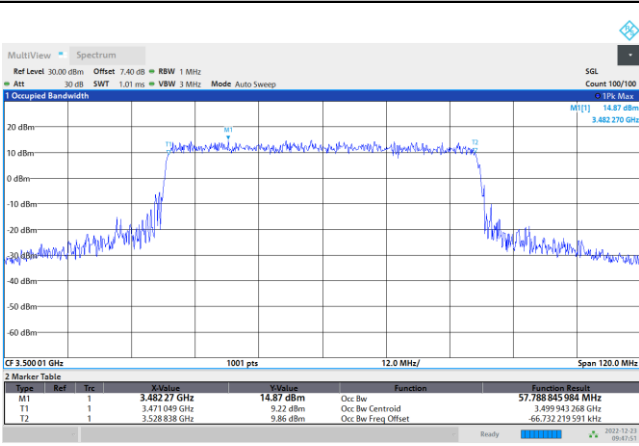 MultiView Spectrum
Ref Level 30.00 dBm Offset 7.40 dB RBW 1 MHz SGL
Att 30 dB SWT 1.01 ms VBW 3 MHz Mode Auto Sweep Count 100/100
1 Occupied Bandwidth 1Pk Max
M1[1] 14.87 dBm
3.482 270 GHz
20 dBm
M1
T1
T2
10 dBm
0 dBm
-10 dBm
-20 dBm
-30 dBm
-40 dBm
-50 dBm
-60 dBm
CF 3.500 01 GHz 1001 pts 12.0 MHz/ Span 120.0 MHz
2 Marker Table
Type Ref Trc X-Value Y-Value Function Function Result
M1 1 3.482 27 GHz 14.87 dBm Occ Bw 57.788 845 984 MHz
T1 1 3.471 049 GHz 9.22 dBm Occ Bw Centroid 3.499 943 268 GHz
T2 1 3.528 838 GHz 9.86 dBm Occ Bw Freq Offset -66.732 219 591 kHz
Ready 2022-12-23
09:47:51